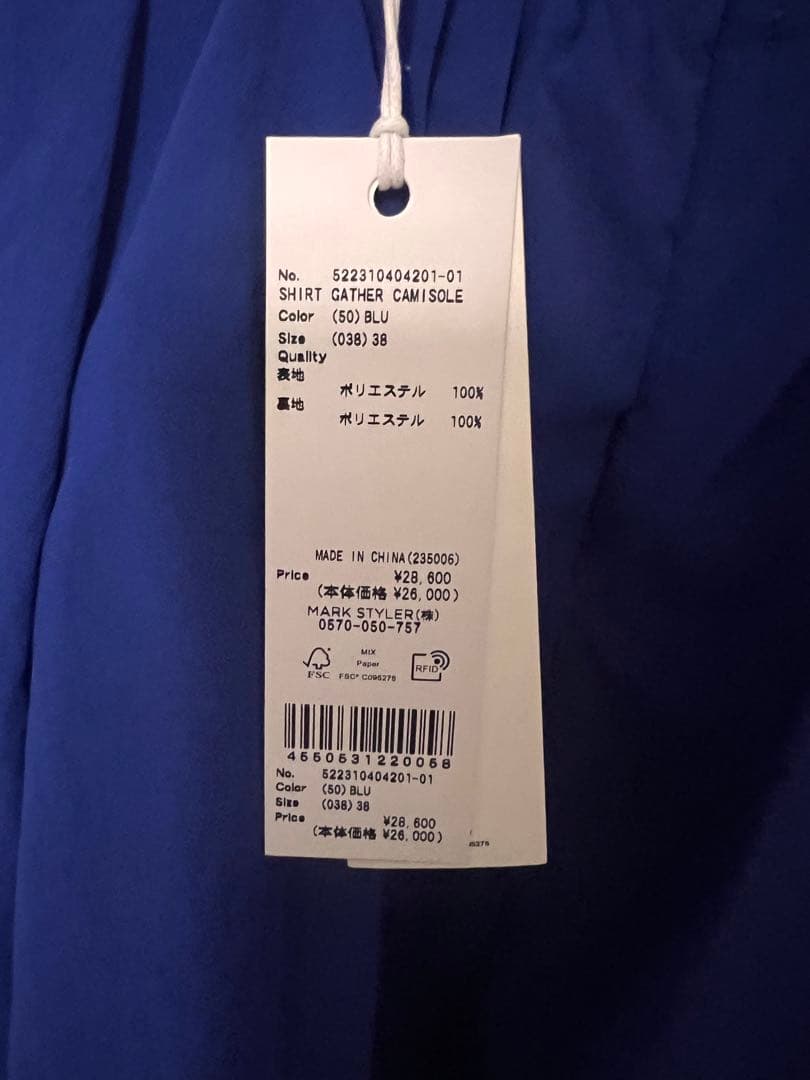 No. 522310404201-01
SHIRT GATHER CAMISOLE
Color (50)BLU
Size (038)38
Quality
表地
ポリエステル 100%
裏地
ポリエステル 100%
MADE IN CHINA(235006)
Price ¥28,600
(本体価格 ¥26,000)
MARK STYLER(株)
0570-050-757
FSC
MIX
Paper
FSC® C095275
RFID
4550531220058
No. 522310404201-01
Color (50)BLU
Size (038)38
Price ¥28,600
(本体価格 ¥26,000)